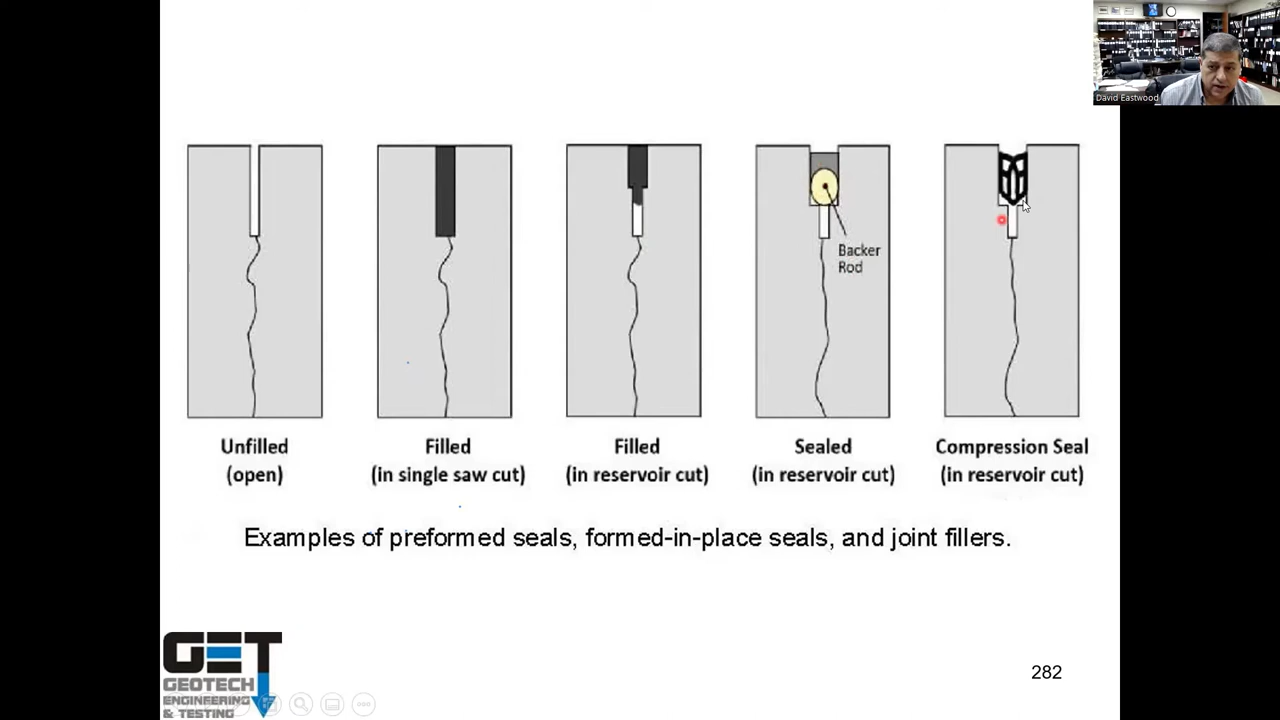 David Eastwood
Backer
Rod
Unfilled
(open)
Filled
(in single saw cut)
Filled
(in reservoir cut)
Sealed
(in reservoir cut)
Compression Seal
(in reservoir cut)
Examples of preformed seals, formed-in-place seals, and joint fillers.
GET
GEOTECH
ENGINEERING
& TESTING
282